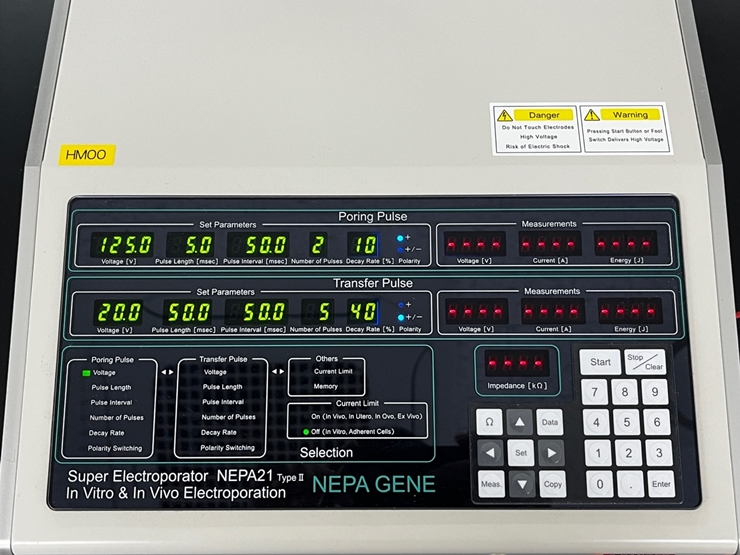 Danger
Do Not Touch Electrodes
High Voltage
Risk of Electric Shock
Warning
Pressing Start Button or Foot
Switch Delivers High Voltage
HM00
Poring Pulse
Set Parameters
125.0 5.0 50.0 2 10 +
+/-
Voltage [V] Pulse Length [msec] Pulse Interval [msec] Number of Pulses Decay Rate [%] Polarity
Measurements
- - - - - - - - - - - -
Voltage [V] Current [A] Energy [J]
Transfer Pulse
Set Parameters
20.0 50.0 50.0 5 40 +
+/-
Voltage [V] Pulse Length [msec] Pulse Interval [msec] Number of Pulses Decay Rate [%] Polarity
Measurements
- - - - - - - - - - - -
Voltage [V] Current [A] Energy [J]
Poring Pulse
Voltage
Pulse Length
Pulse Interval
Number of Pulses
Decay Rate
Polarity Switching
Transfer Pulse
Voltage
Pulse Length
Pulse Interval
Number of Pulses
Decay Rate
Polarity Switching
Others
Current Limit
Memory
Current Limit
On (In Vivo, In Utero, In Ovo, Ex Vivo)
Off (In Vitro, Adherent Cells)
Selection
- - - -
Impedance [kΩ]
Start Stop/Clear
7 8 9
Ω ▲ Data 4 5 6
◀ Set ▶ 1 2 3
Meas. ▼ Copy 0 . Enter
Super Electroporator NEPA21 Type II
In Vitro & In Vivo Electroporation
NEPA GENE